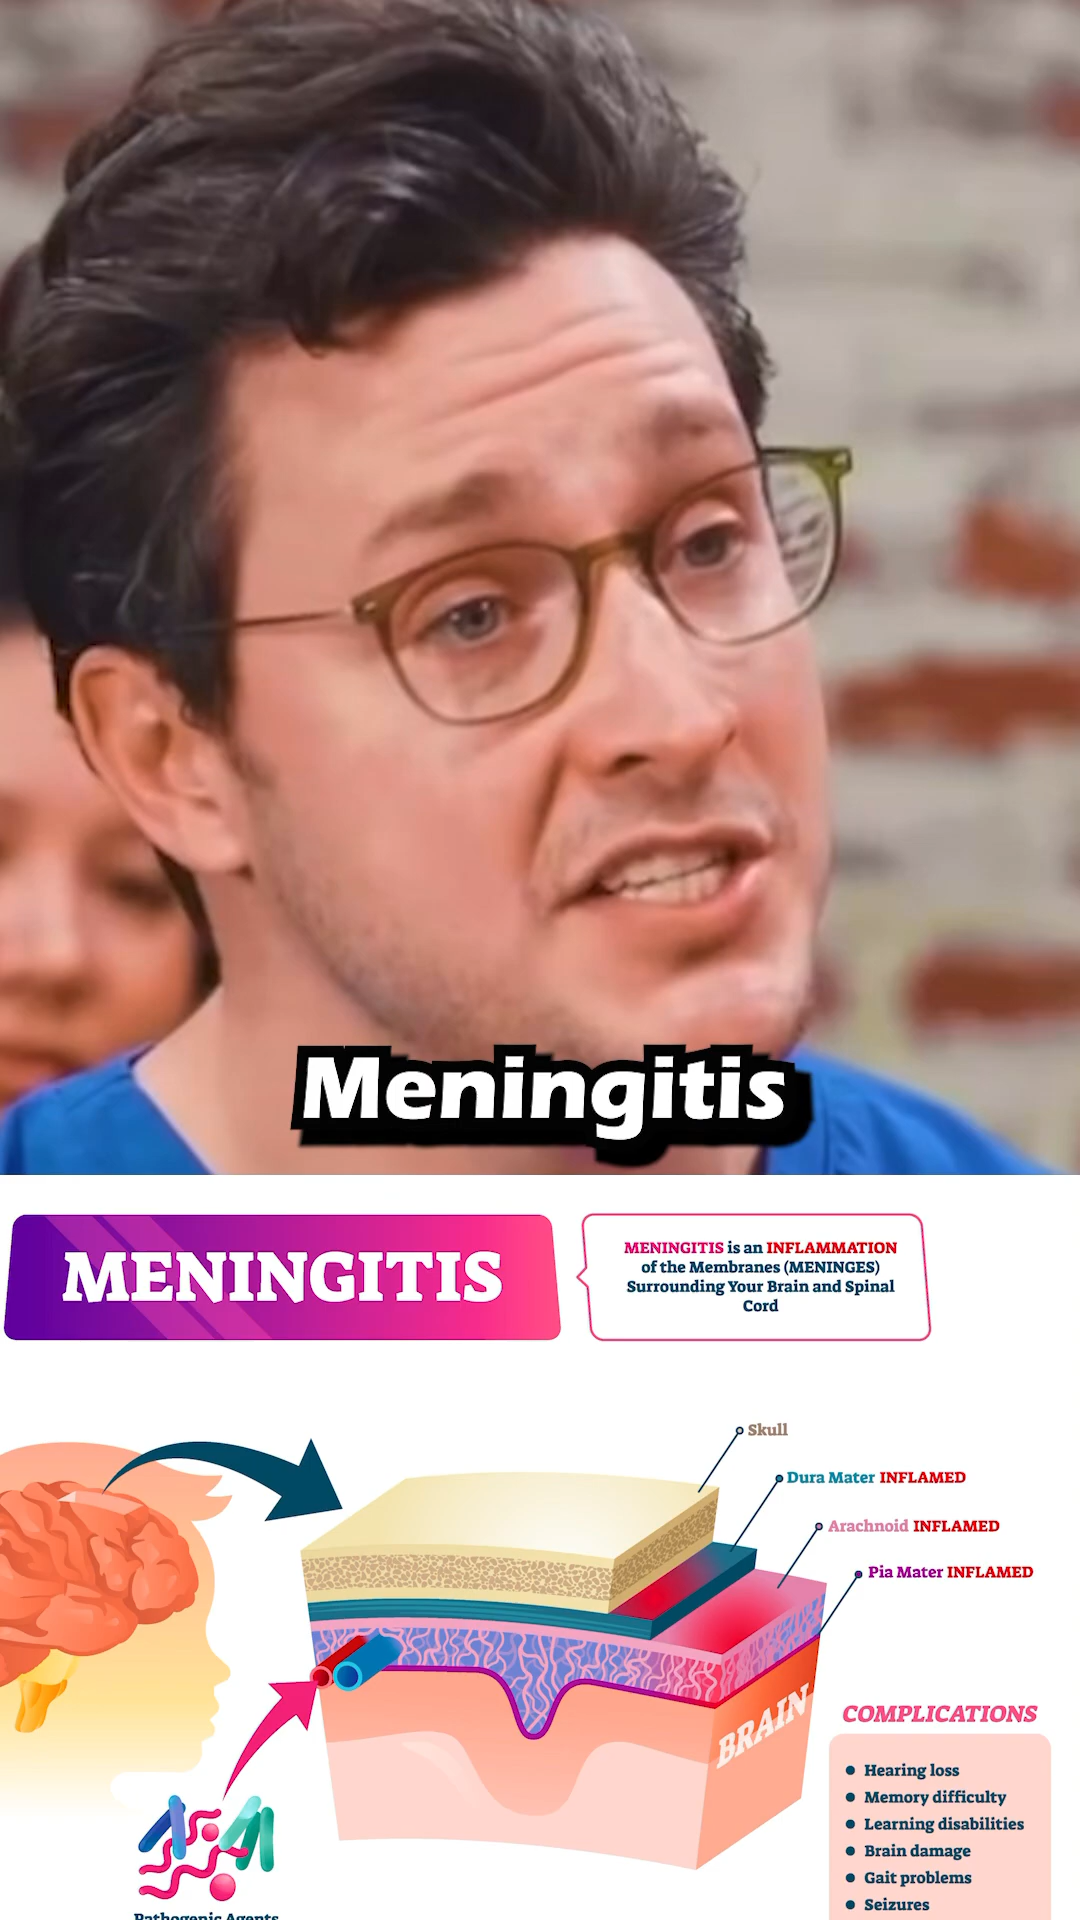 Meningitis
MENINGITIS
MENINGITIS is an INFLAMMATION
of the Membranes (MENINGES)
Surrounding Your Brain and Spinal
Cord
Skull
Dura Mater INFLAMED
Arachnoid INFLAMED
Pia Mater INFLAMED
BRAIN
COMPLICATIONS
Hearing loss
Memory difficulty
Learning disabilities
Brain damage
Gait problems
Seizures
Pathogenic Agents